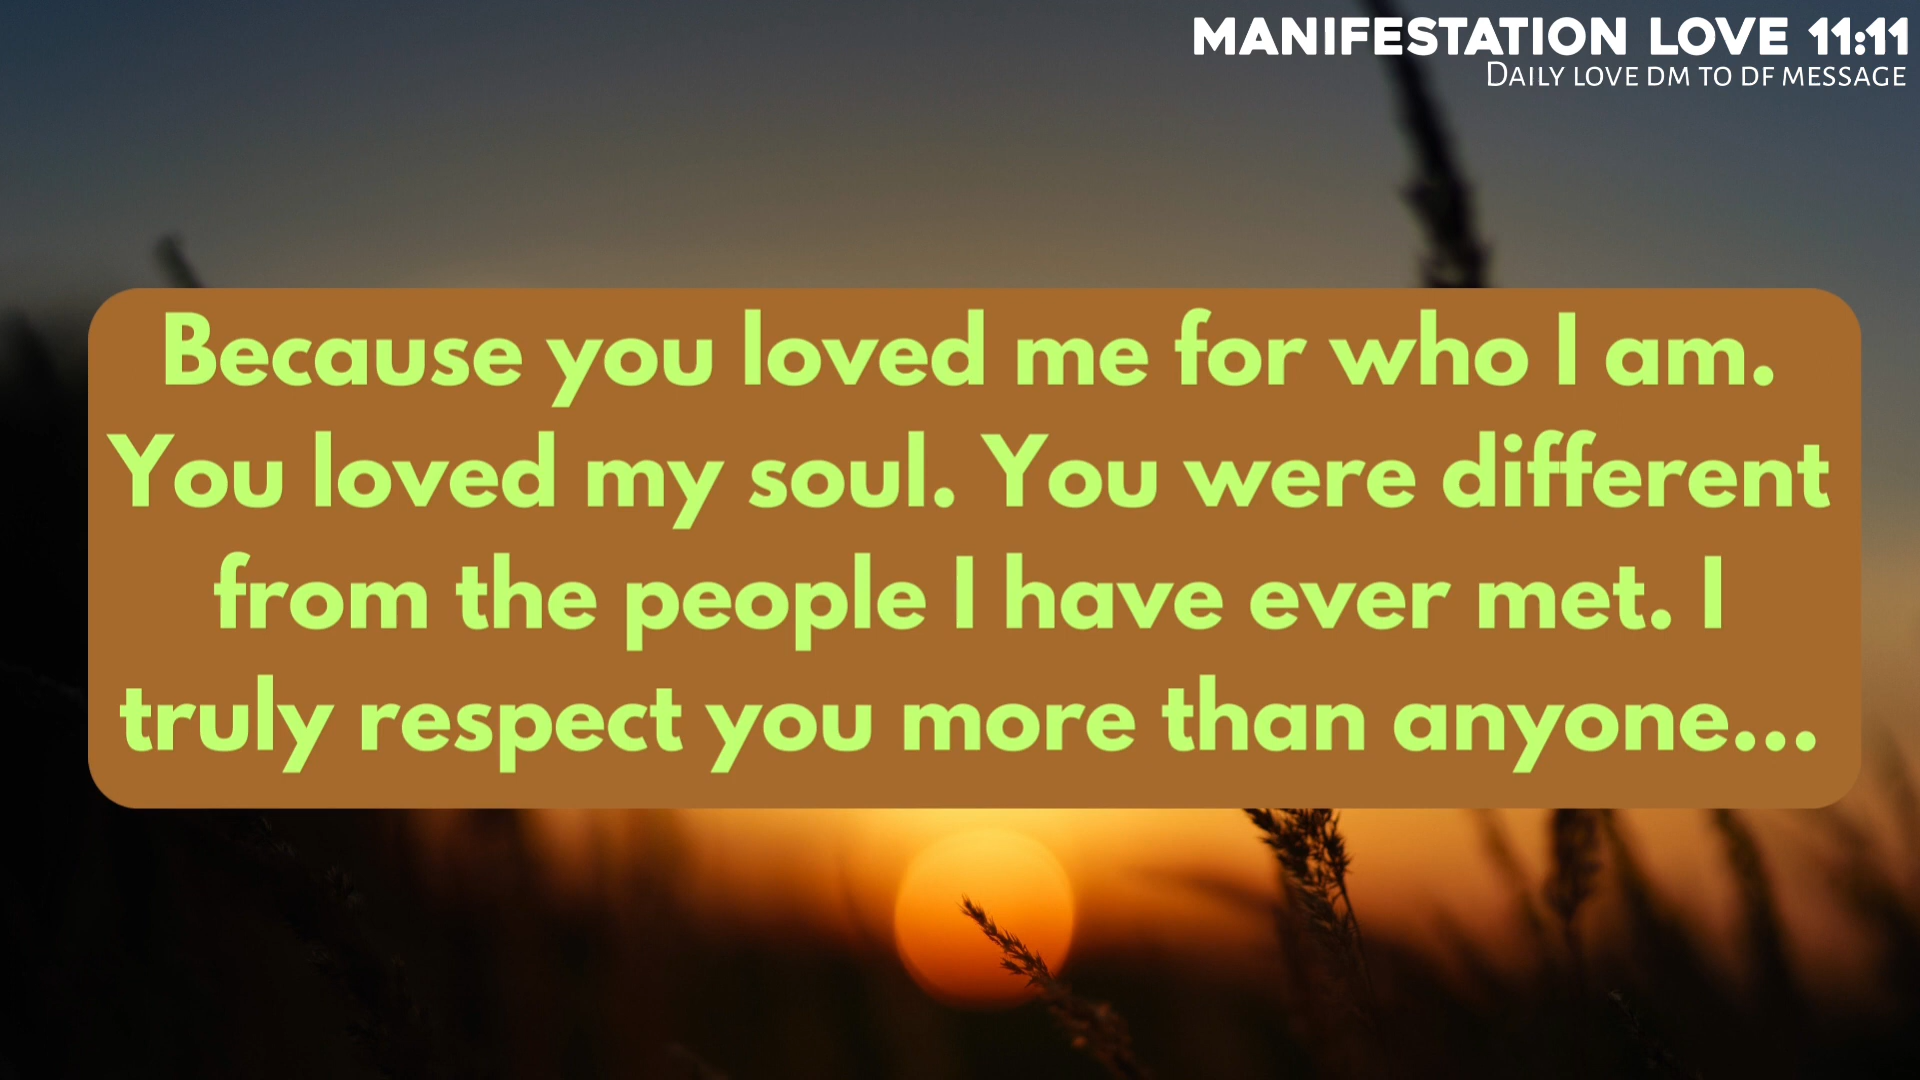 MANIFESTATION LOVE 11:11
DAILY LOVE DM TO DF MESSAGE
Because you loved me for who I am.
You loved my soul. You were different
from the people I have ever met. I
truly respect you more than anyone...